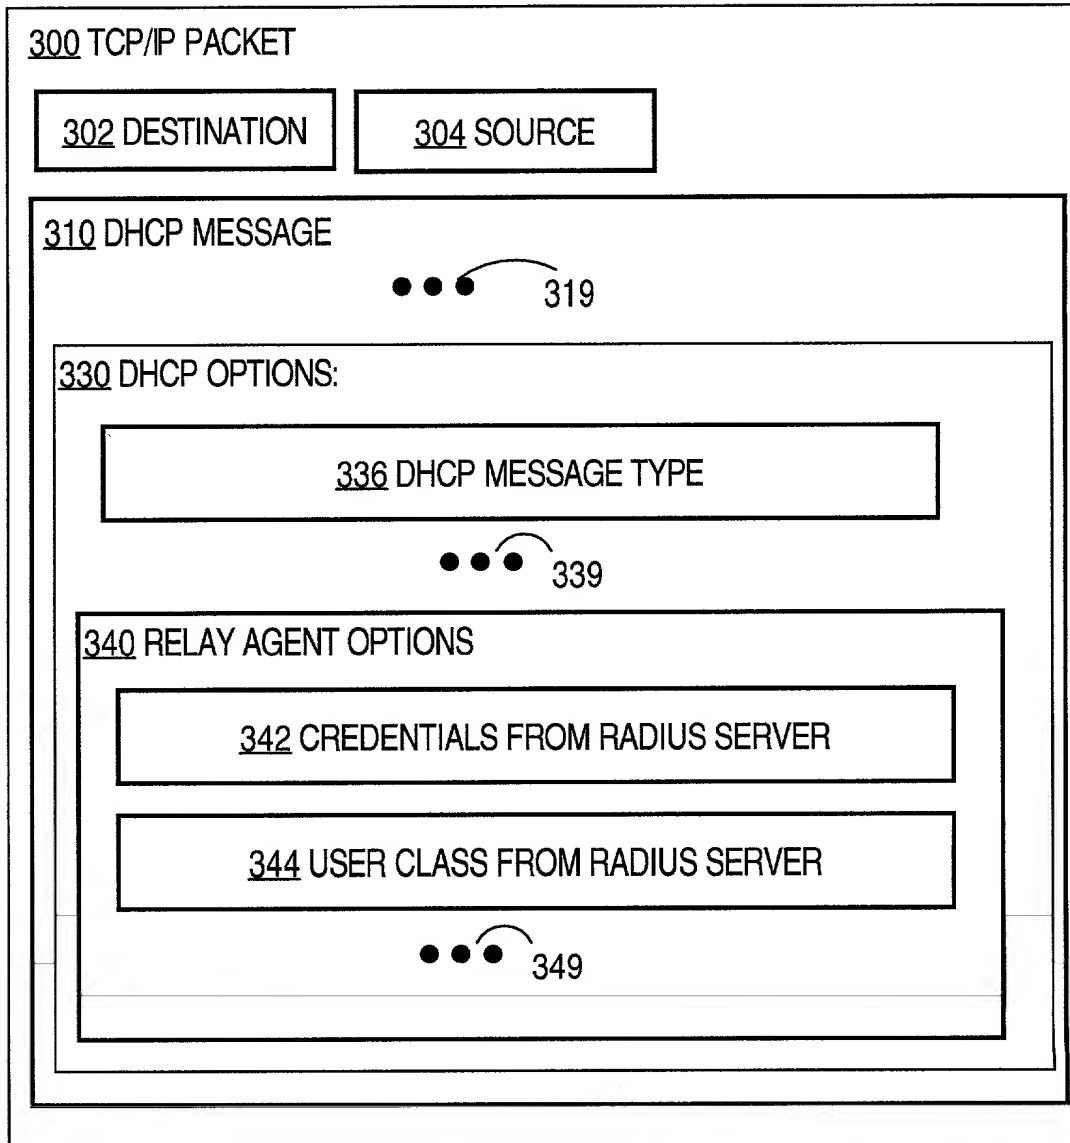 300 TCP/IP PACKET
302 DESTINATION
304 SOURCE
310 DHCP MESSAGE
319
330 DHCP OPTIONS:
336 DHCP MESSAGE TYPE
339
340 RELAY AGENT OPTIONS
342 CREDENTIALS FROM RADIUS SERVER
344 USER CLASS FROM RADIUS SERVER
349